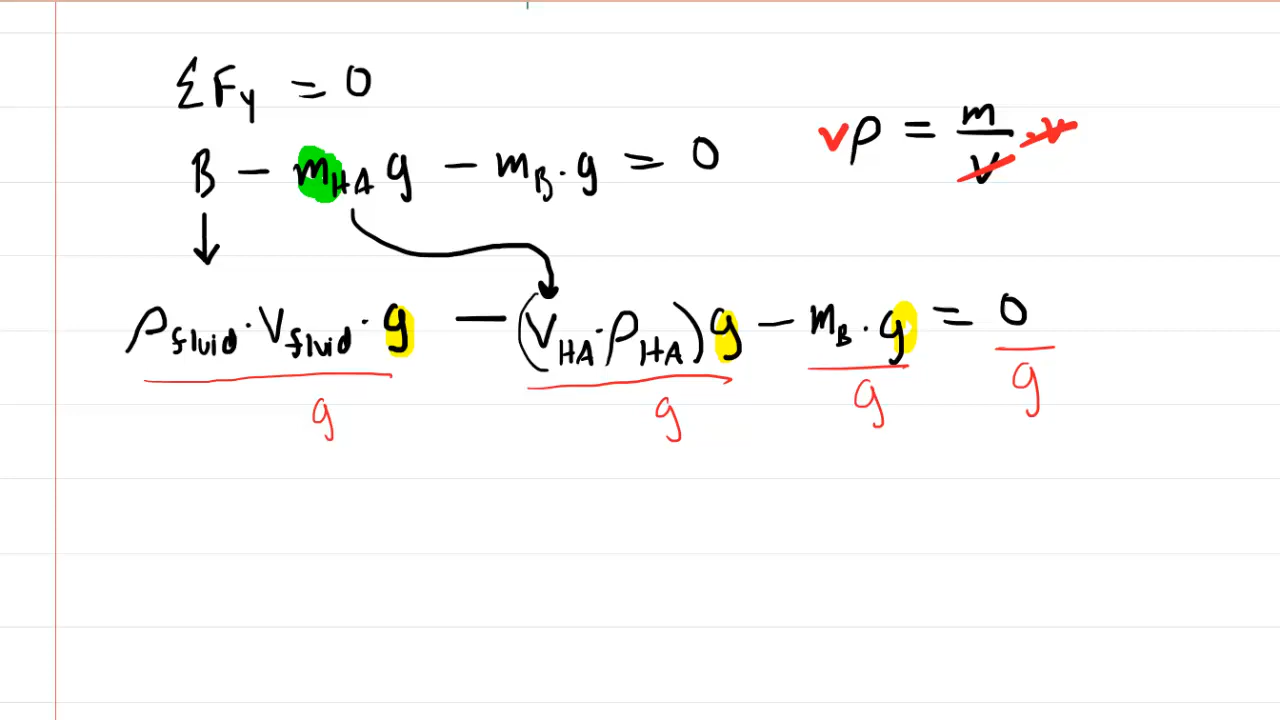 ΣFy = 0
B - mHA g - mB · g = 0
vρ = m/v · v
ρfluid · Vfluid · g - (VHA · ρHA) g - mB · g = 0
g g g g